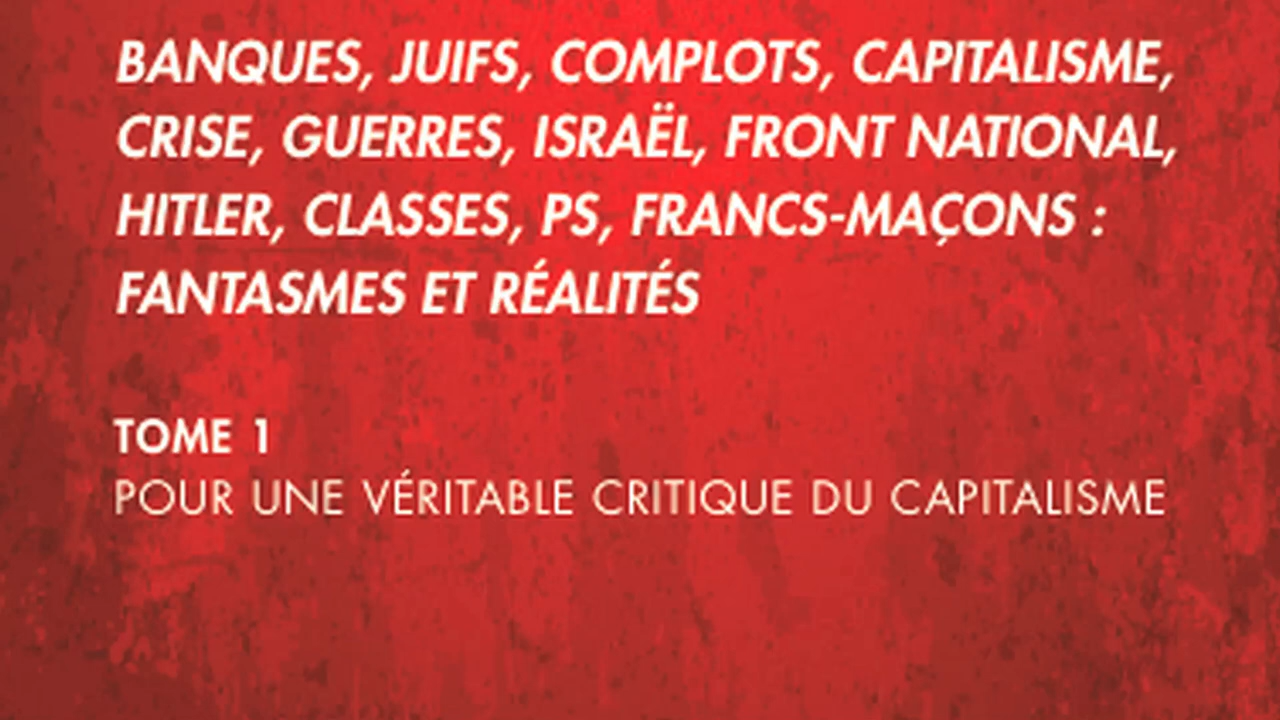 BANQUES, JUIFS, COMPLOTS, CAPITALISME,
CRISE, GUERRES, ISRAËL, FRONT NATIONAL,
HITLER, CLASSES, PS, FRANCS-MAÇONS :
FANTASMES ET RÉALITÉS
TOME 1
POUR UNE VÉRITABLE CRITIQUE DU CAPITALISME